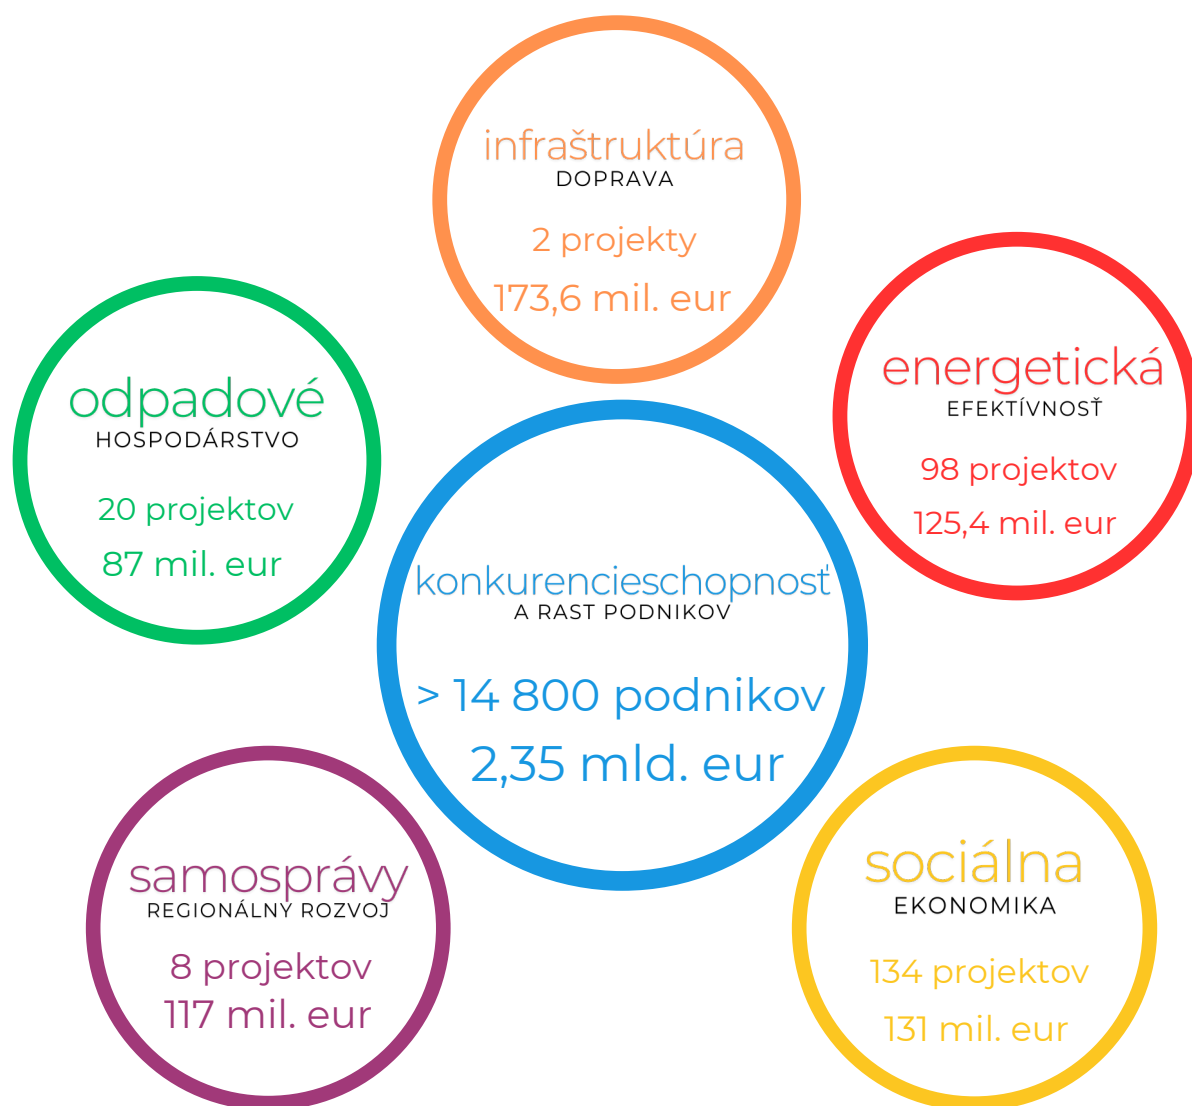 infraštruktúra
DOPRAVA
2 projekty
173,6 mil. eur
energetická
EFEKTÍVNOSŤ
98 projektov
125,4 mil. eur
odpadové
HOSPODÁRSTVO
20 projektov
87 mil. eur
konkurencieschopnosť
A RAST PODNIKOV
> 14 800 podnikov
2,35 mld. eur
samosprávy
REGIONÁLNY ROZVOJ
8 projektov
117 mil. eur
sociálna
EKONOMIKA
134 projektov
131 mil. eur